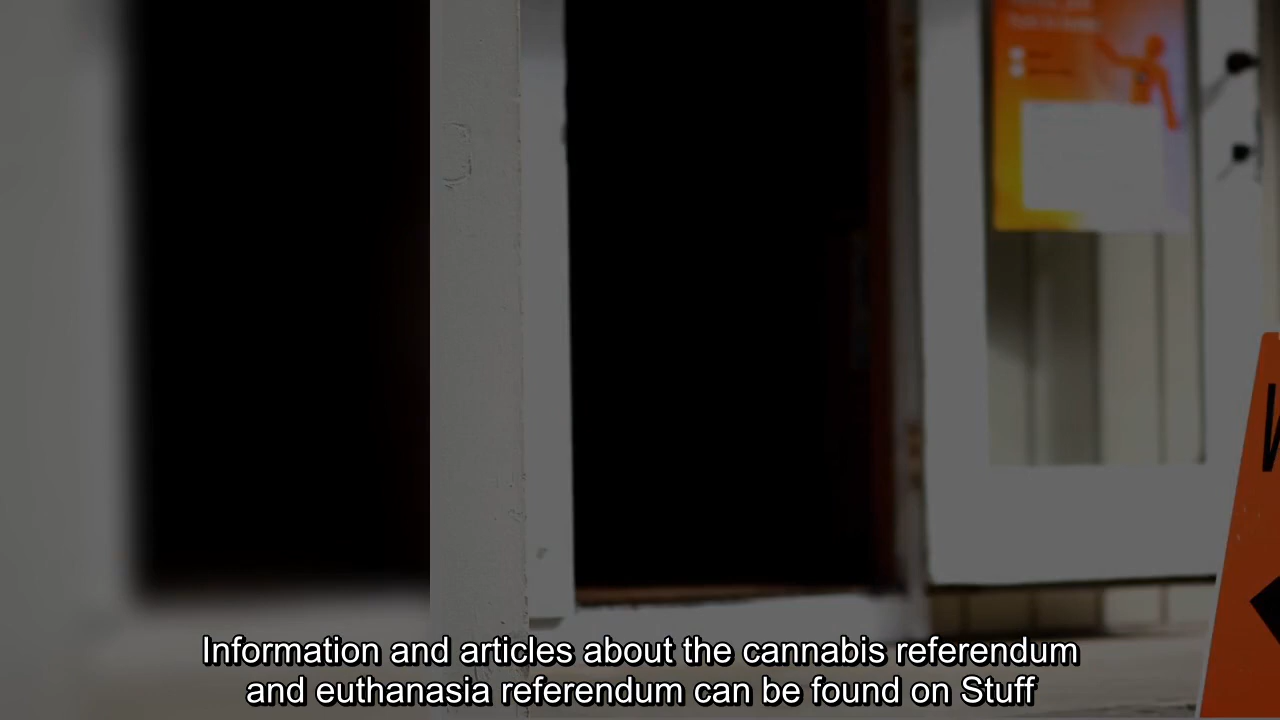 Information and articles about the cannabis referendum
and euthanasia referendum can be found on Stuff